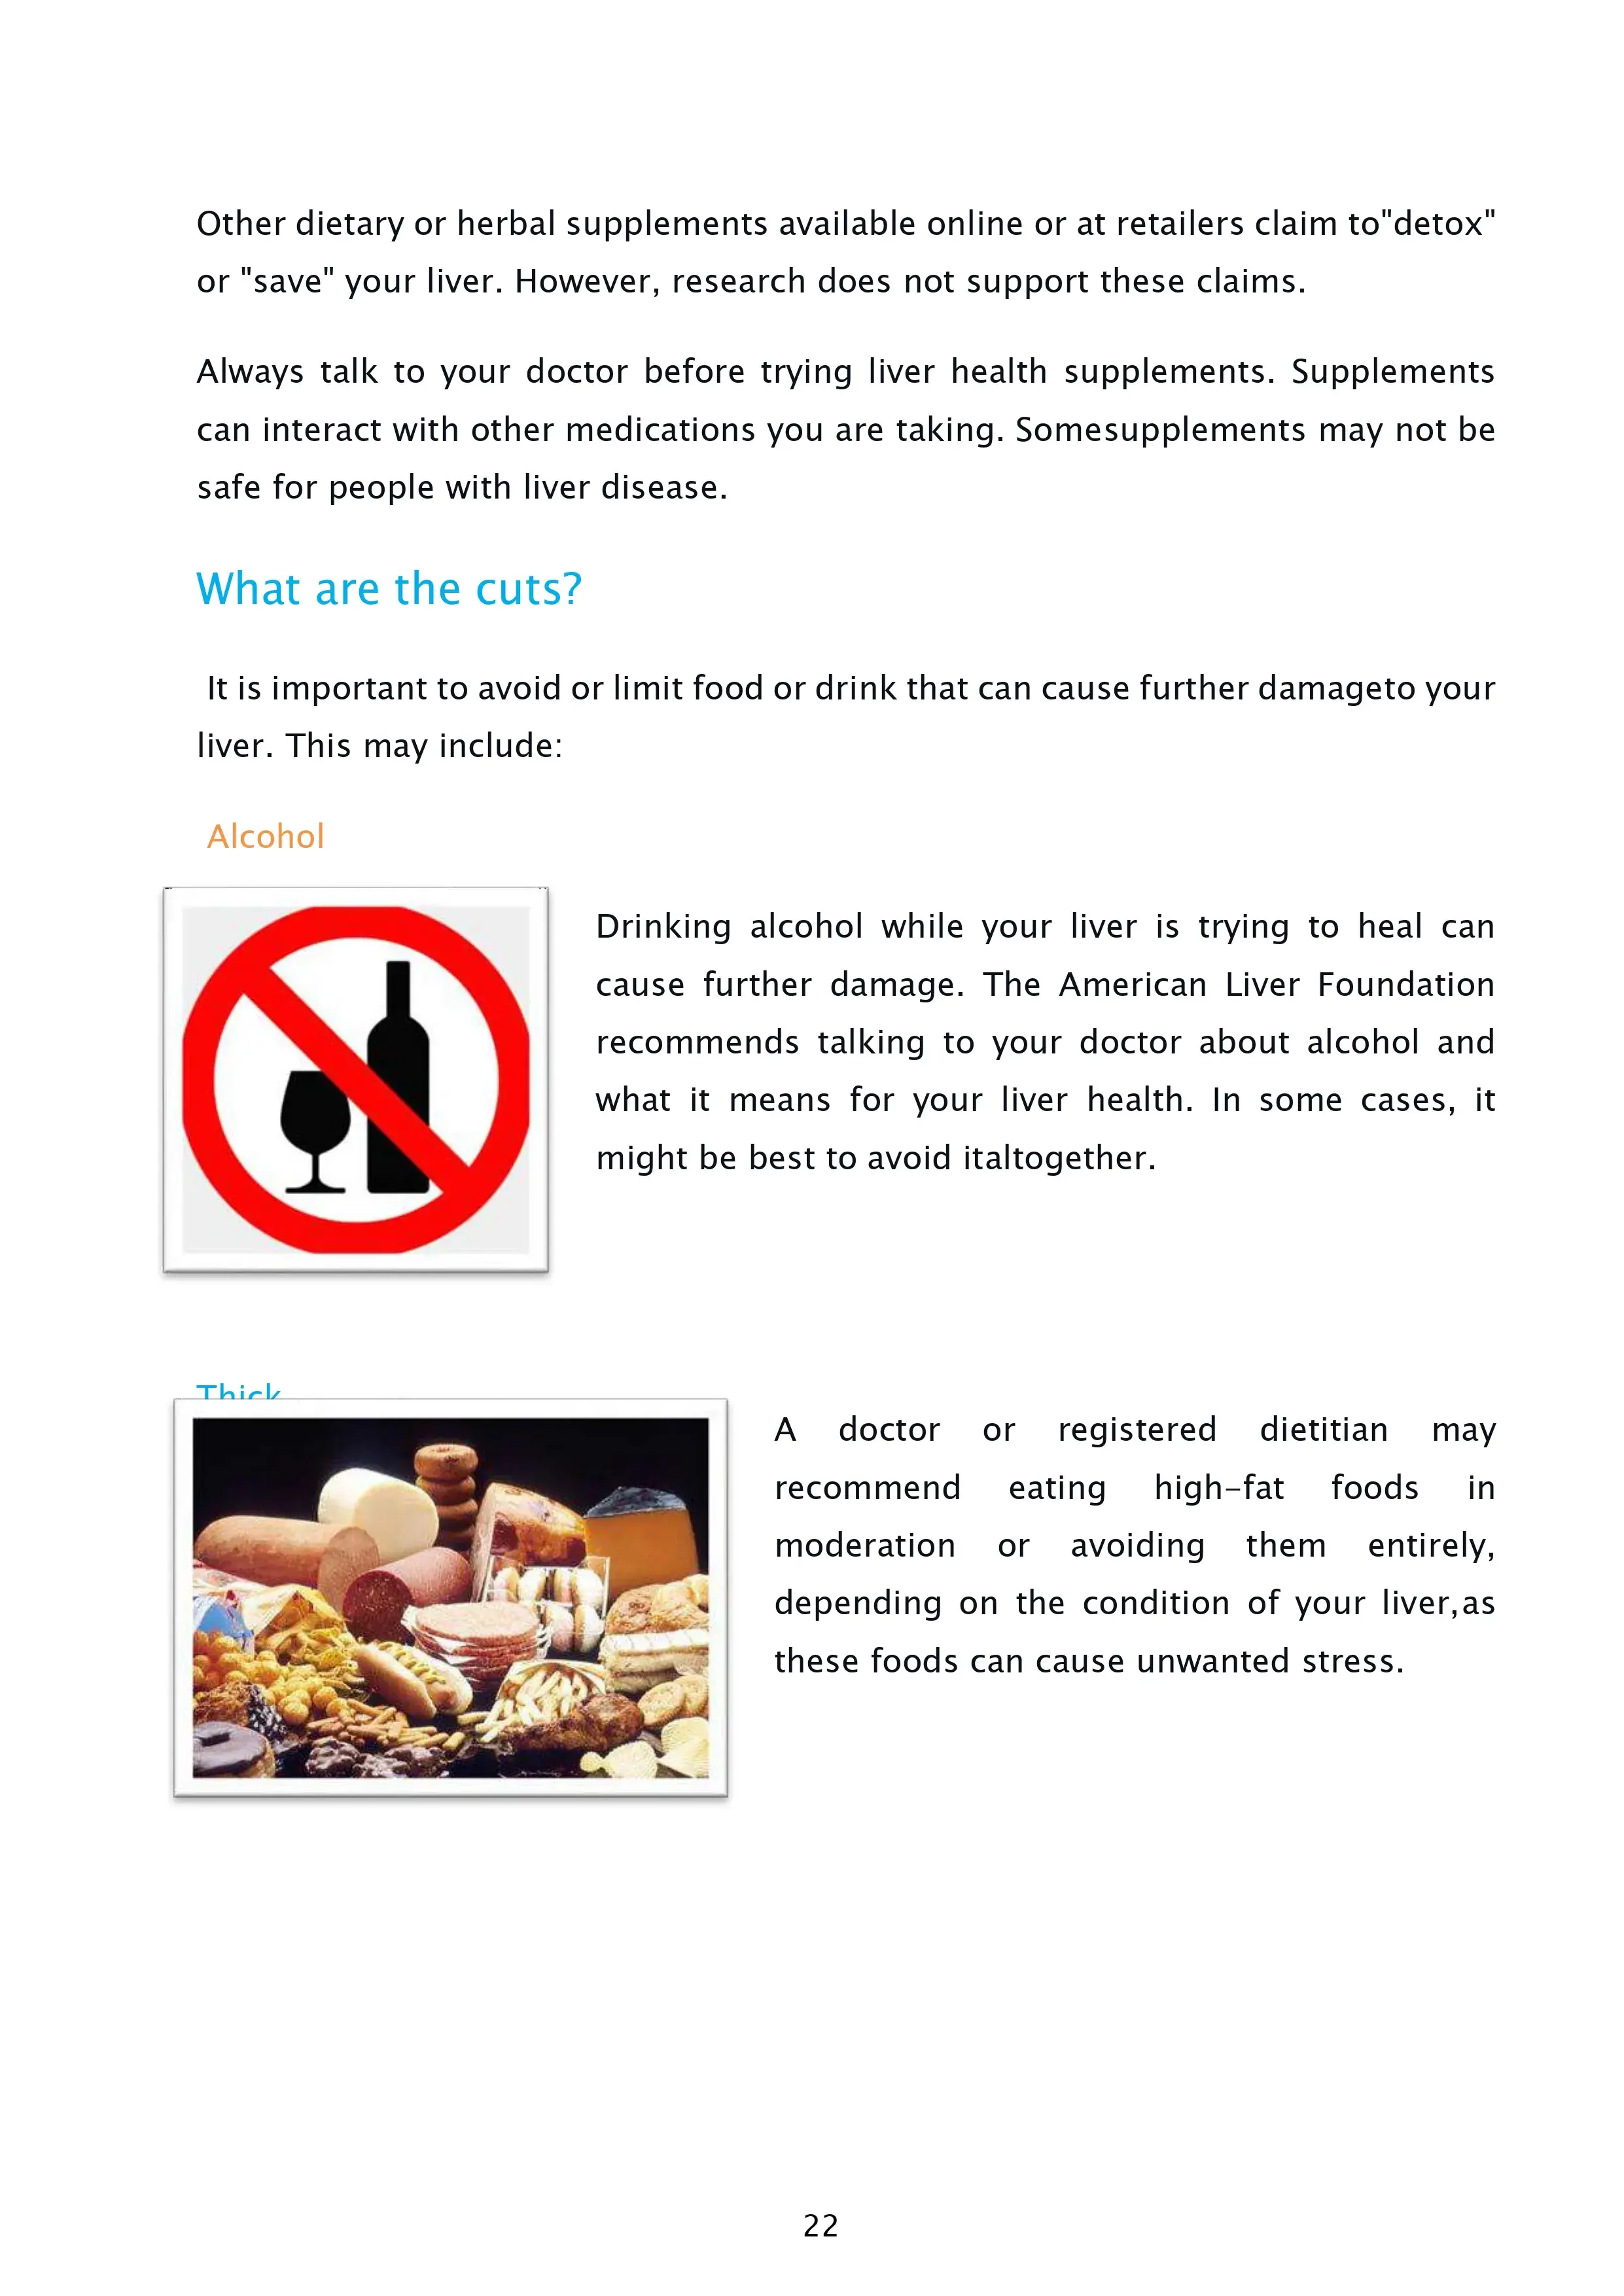 Other dietary or herbal supplements available online or at retailers claim to"detox"
or "save" your liver. However, research does not support these claims.
Always talk to your doctor before trying liver health supplements. Supplements
can interact with other medications you are taking. Somesupplements may not be
safe for people with liver disease.
What are the cuts?
It is important to avoid or limit food or drink that can cause further damageto your
liver. This may include:
Alcohol
Drinking alcohol while your liver is trying to heal can
cause further damage. The American Liver Foundation
recommends talking to your doctor about alcohol and
what it means for your liver health. In some cases, it
might be best to avoid italtogether.
Thick
A doctor or registered dietitian may
recommend eating high-fat foods in
moderation or avoiding them entirely,
depending on the condition of your liver,as
these foods can cause unwanted stress.
22